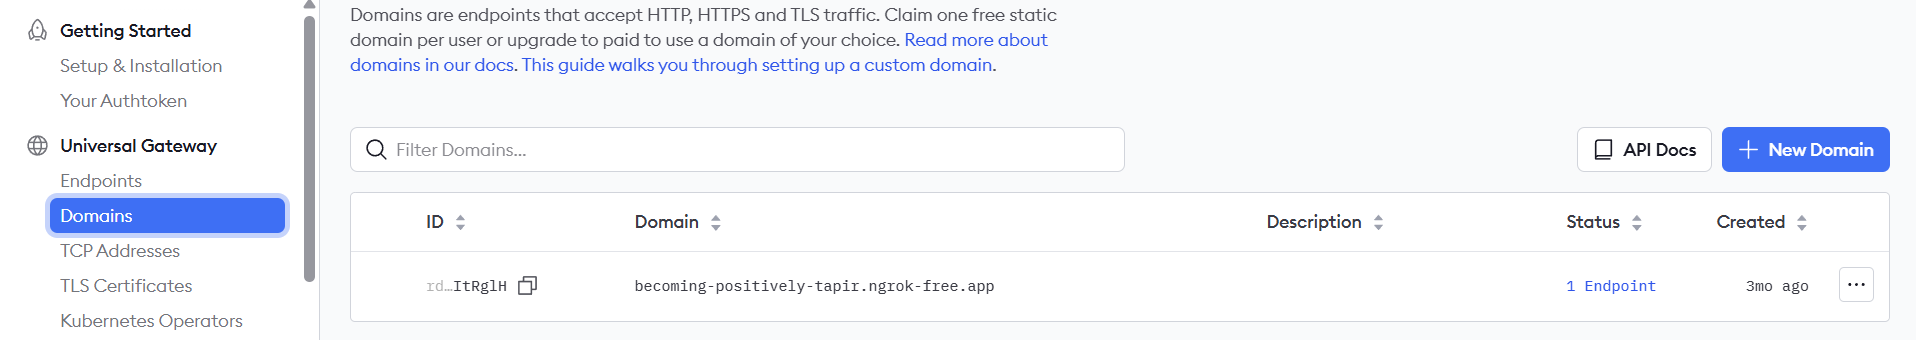 Getting Started
Setup & Installation
Your Authtoken
Universal Gateway
Endpoints
Domains
TCP Addresses
TLS Certificates
Kubernetes Operators
Domains are endpoints that accept HTTP, HTTPS and TLS traffic. Claim one free static
domain per user or upgrade to paid to use a domain of your choice. Read more about
domains in our docs. This guide walks you through setting up a custom domain.
Filter Domains...
API Docs
New Domain
ID Domain Description Status Created
rd…ItRglH becoming-positively-tapir.ngrok-free.app 1 Endpoint 3mo ago